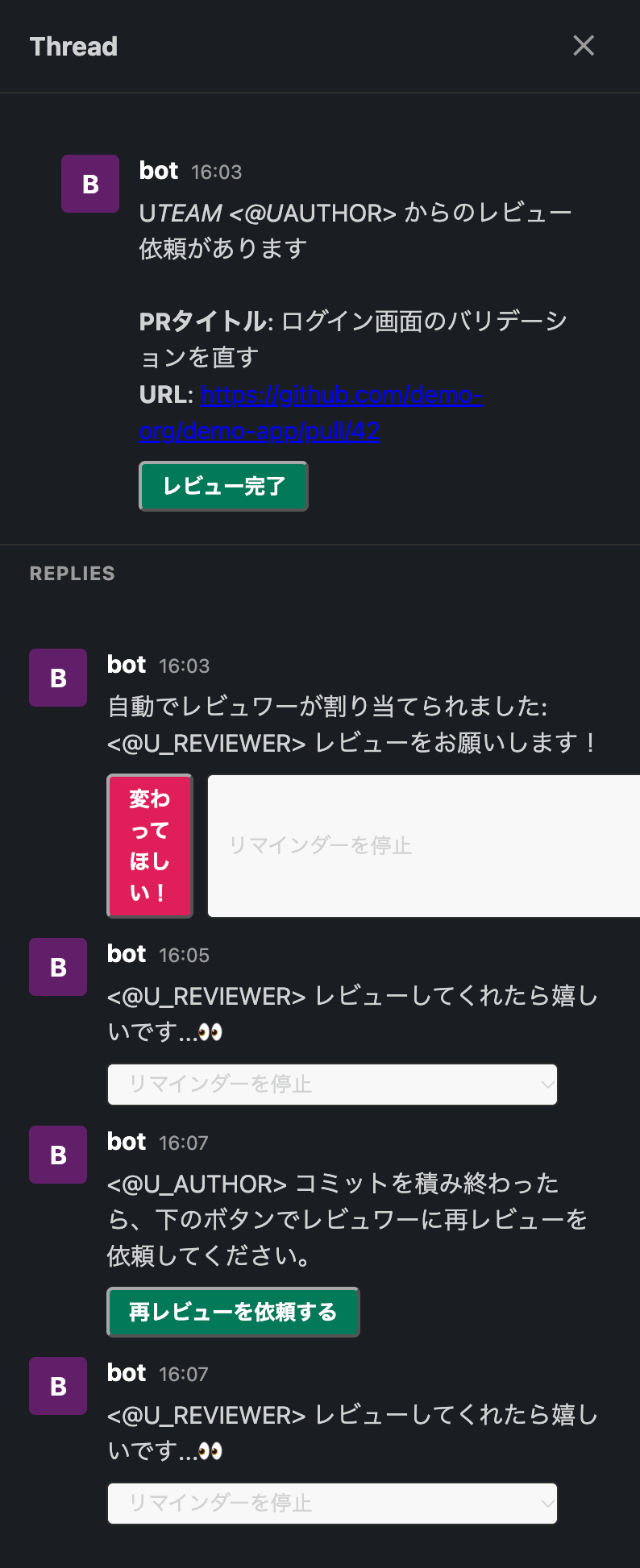 Thread
B
bot 16:03
UTEAM <@UAUTHOR> からのレビュー
依頼があります
PRタイトル: ログイン画面のバリデーシ
ョンを直す
URL: https://github.com/demo-
org/demo-app/pull/42
レビュー完了
REPLIES
B
bot 16:03
自動でレビュワーが割り当てられました:
<@U_REVIEWER> レビューをお願いします！
変わ
って
ほし
い！
リマインダーを停止
B
bot 16:05
<@U_REVIEWER> レビューしてくれたら嬉し
いです...👀
リマインダーを停止
B
bot 16:07
<@U_AUTHOR> コミットを積み終わった
ら、下のボタンでレビュワーに再レビューを
依頼してください。
再レビューを依頼する
B
bot 16:07
<@U_REVIEWER> レビューしてくれたら嬉し
いです...👀
リマインダーを停止